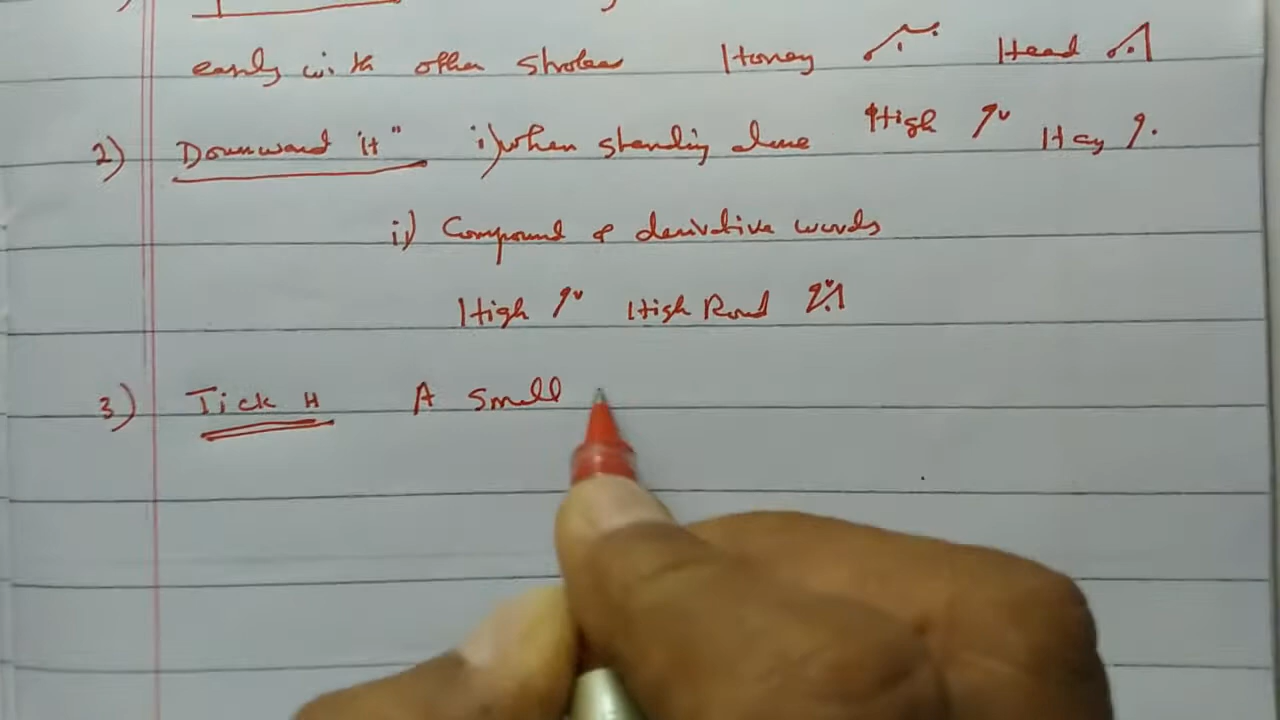 easily with other strokes Honey Head
2) Downward "H" i) when standing alone High Hay
ii) Compound & derivative words
High High Road
3) Tick H A Small